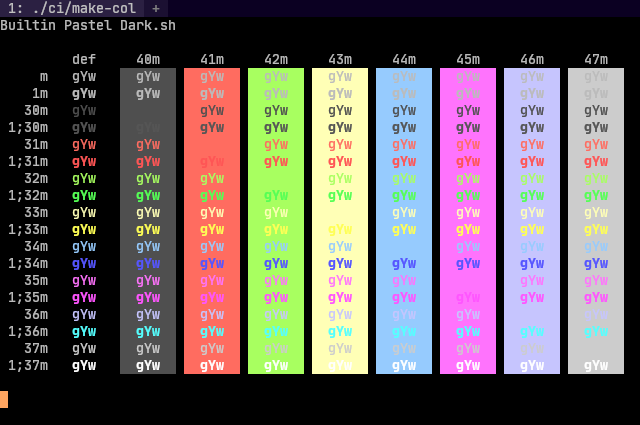 1: ./ci/make-col +
Builtin Pastel Dark.sh
def 40m 41m 42m 43m 44m 45m 46m 47m
m gYw gYw gYw gYw gYw gYw gYw gYw gYw
1m gYw gYw gYw gYw gYw gYw gYw gYw gYw
30m gYw gYw gYw gYw gYw gYw gYw gYw
1;30m gYw gYw gYw gYw gYw gYw gYw gYw gYw
31m gYw gYw gYw gYw gYw gYw gYw gYw
1;31m gYw gYw gYw gYw gYw gYw gYw gYw gYw
32m gYw gYw gYw gYw gYw gYw gYw gYw
1;32m gYw gYw gYw gYw gYw gYw gYw gYw gYw
33m gYw gYw gYw gYw gYw gYw gYw gYw
1;33m gYw gYw gYw gYw gYw gYw gYw gYw gYw
34m gYw gYw gYw gYw gYw gYw gYw gYw
1;34m gYw gYw gYw gYw gYw gYw gYw gYw gYw
35m gYw gYw gYw gYw gYw gYw gYw gYw
1;35m gYw gYw gYw gYw gYw gYw gYw gYw gYw
36m gYw gYw gYw gYw gYw gYw gYw gYw
1;36m gYw gYw gYw gYw gYw gYw gYw gYw gYw
37m gYw gYw gYw gYw gYw gYw gYw gYw
1;37m gYw gYw gYw gYw gYw gYw gYw gYw gYw